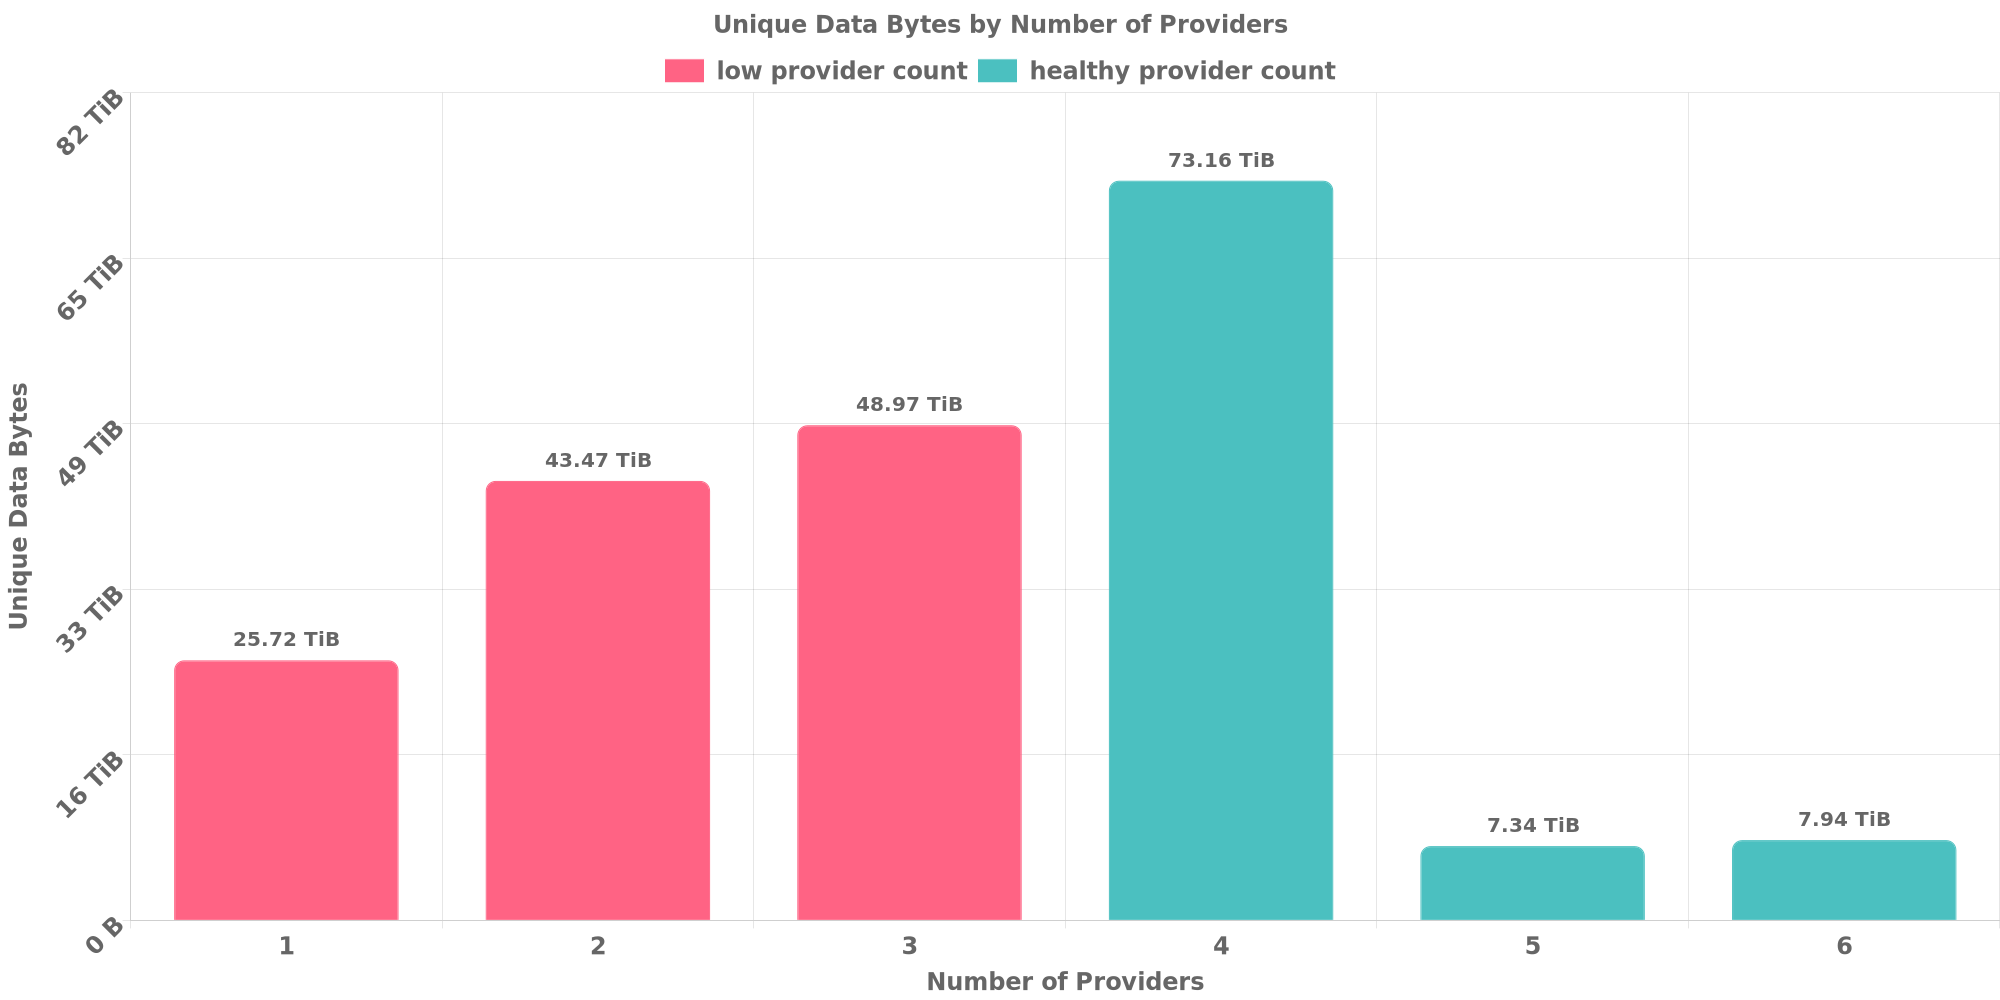 Unique Data Bytes by Number of Providers
low provider count healthy provider count
82 TiB
65 TiB
49 TiB
33 TiB
16 TiB
0 B
Unique Data Bytes
25.72 TiB
43.47 TiB
48.97 TiB
73.16 TiB
7.34 TiB
7.94 TiB
1 2 3 4 5 6
Number of Providers